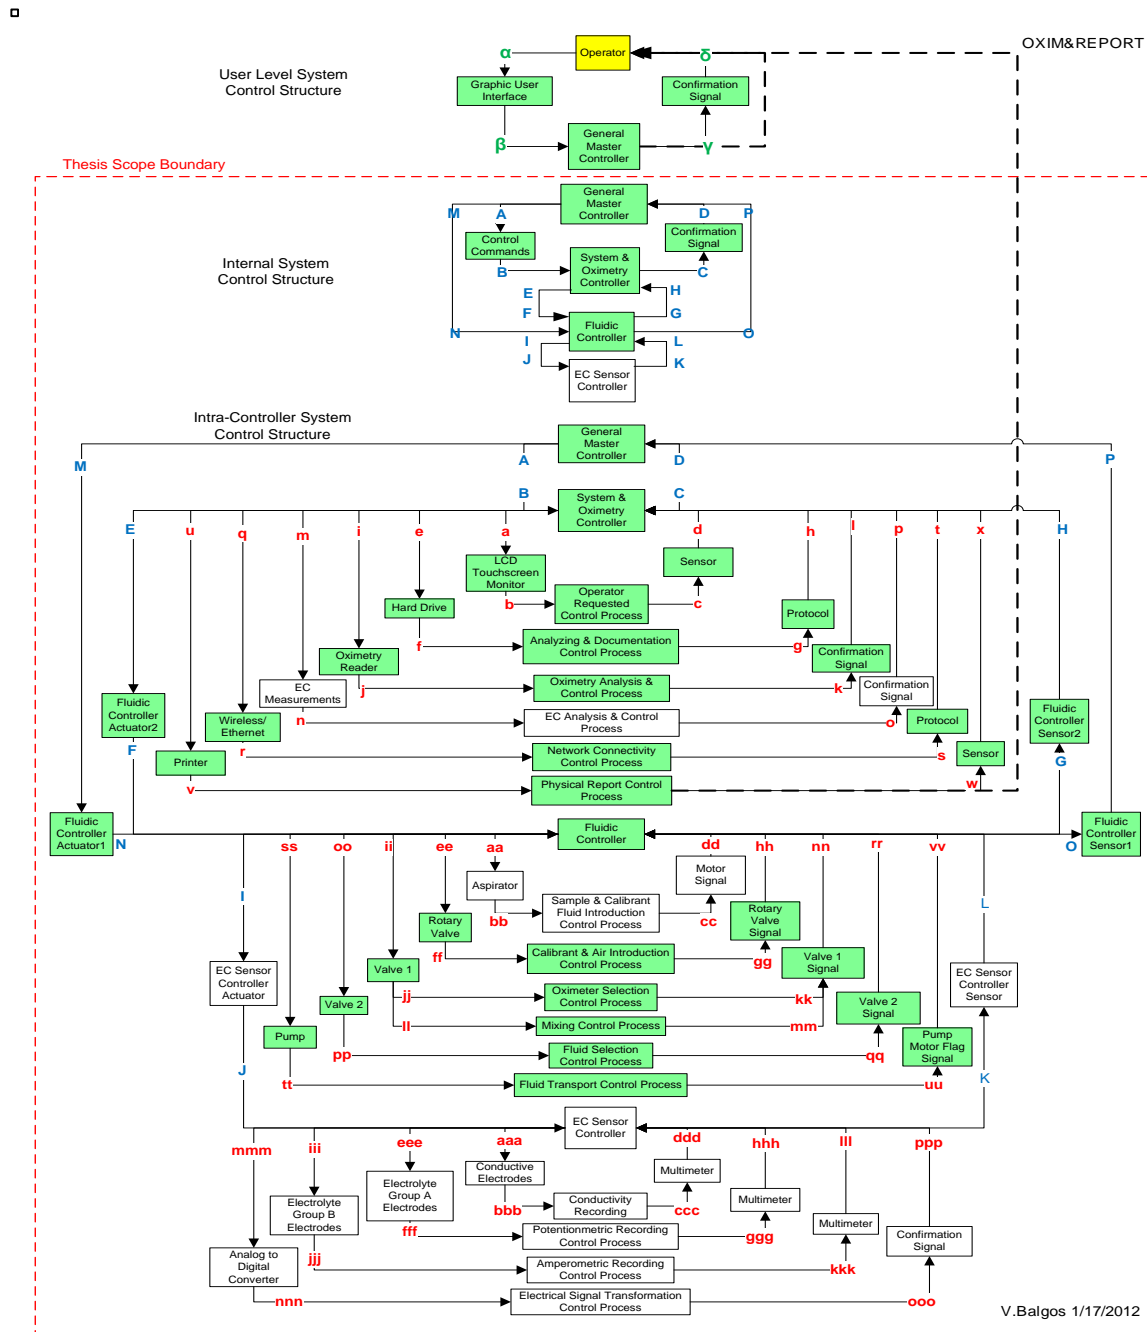 OXIM&REPORT
User Level System
Control Structure
α
Operator
δ
Graphic User
Interface
Confirmation
Signal
β
General
Master
Controller
γ
Thesis Scope Boundary
General
Master
Controller
M
A
D
P
Control
Commands
Confirmation
Signal
Internal System
Control Structure
B
System &
Oximetry
Controller
C
E
H
F
G
Fluidic
Controller
N
O
I
L
J
K
EC Sensor
Controller
Intra-Controller System
Control Structure
General
Master
Controller
M
A
D
P
B
C
System &
Oximetry
Controller
E
u
q
m
i
e
a
d
h
l
p
t
x
H
LCD
Touchscreen
Monitor
Sensor
b
Operator
Requested
Control Process
c
Hard Drive
Protocol
f
Analyzing & Documentation
Control Process
g
Oximetry
Reader
Confirmation
Signal
j
Oximetry Analysis &
Control Process
k
EC
Measurements
Confirmation
Signal
n
EC Analysis & Control
Process
o
Fluidic
Controller
Actuator2
Wireless/
Ethernet
Protocol
Fluidic
Controller
Sensor2
F
r
Network Connectivity
Control Process
s
G
Printer
Sensor
v
Physical Report Control
Process
w
Fluidic
Controller
Actuator1
N
Fluidic
Controller
O
Fluidic
Controller
Sensor1
ss
oo
ii
ee
aa
dd
hh
nn
rr
vv
I
L
Aspirator
Motor
Signal
bb
Sample & Calibrant
Fluid Introduction
Control Process
cc
Rotary
Valve
Rotary
Valve
Signal
ff
Calibrant & Air Introduction
Control Process
gg
Valve 1
Valve 1
Signal
EC Sensor
Controller
Actuator
EC Sensor
Controller
Sensor
jj
Oximeter Selection
Control Process
kk
Valve 2
Valve 2
Signal
ll
Mixing Control Process
mm
Pump
Pump
Motor Flag
Signal
pp
Fluid Selection
Control Process
qq
J
tt
Fluid Transport Control Process
uu
K
EC Sensor
Controller
mmm
iii
eee
aaa
ddd
hhh
lll
ppp
Conductive
Electrodes
Multimeter
bbb
Conductivity
Recording
ccc
Electrolyte
Group A
Electrodes
Multimeter
fff
Potentionmetric Recording
Control Process
ggg
Electrolyte
Group B
Electrodes
Multimeter
jjj
Amperometric Recording
Control Process
kkk
Analog to
Digital
Converter
Confirmation
Signal
nnn
Electrical Signal Transformation
Control Process
ooo
V.Balgos 1/17/2012